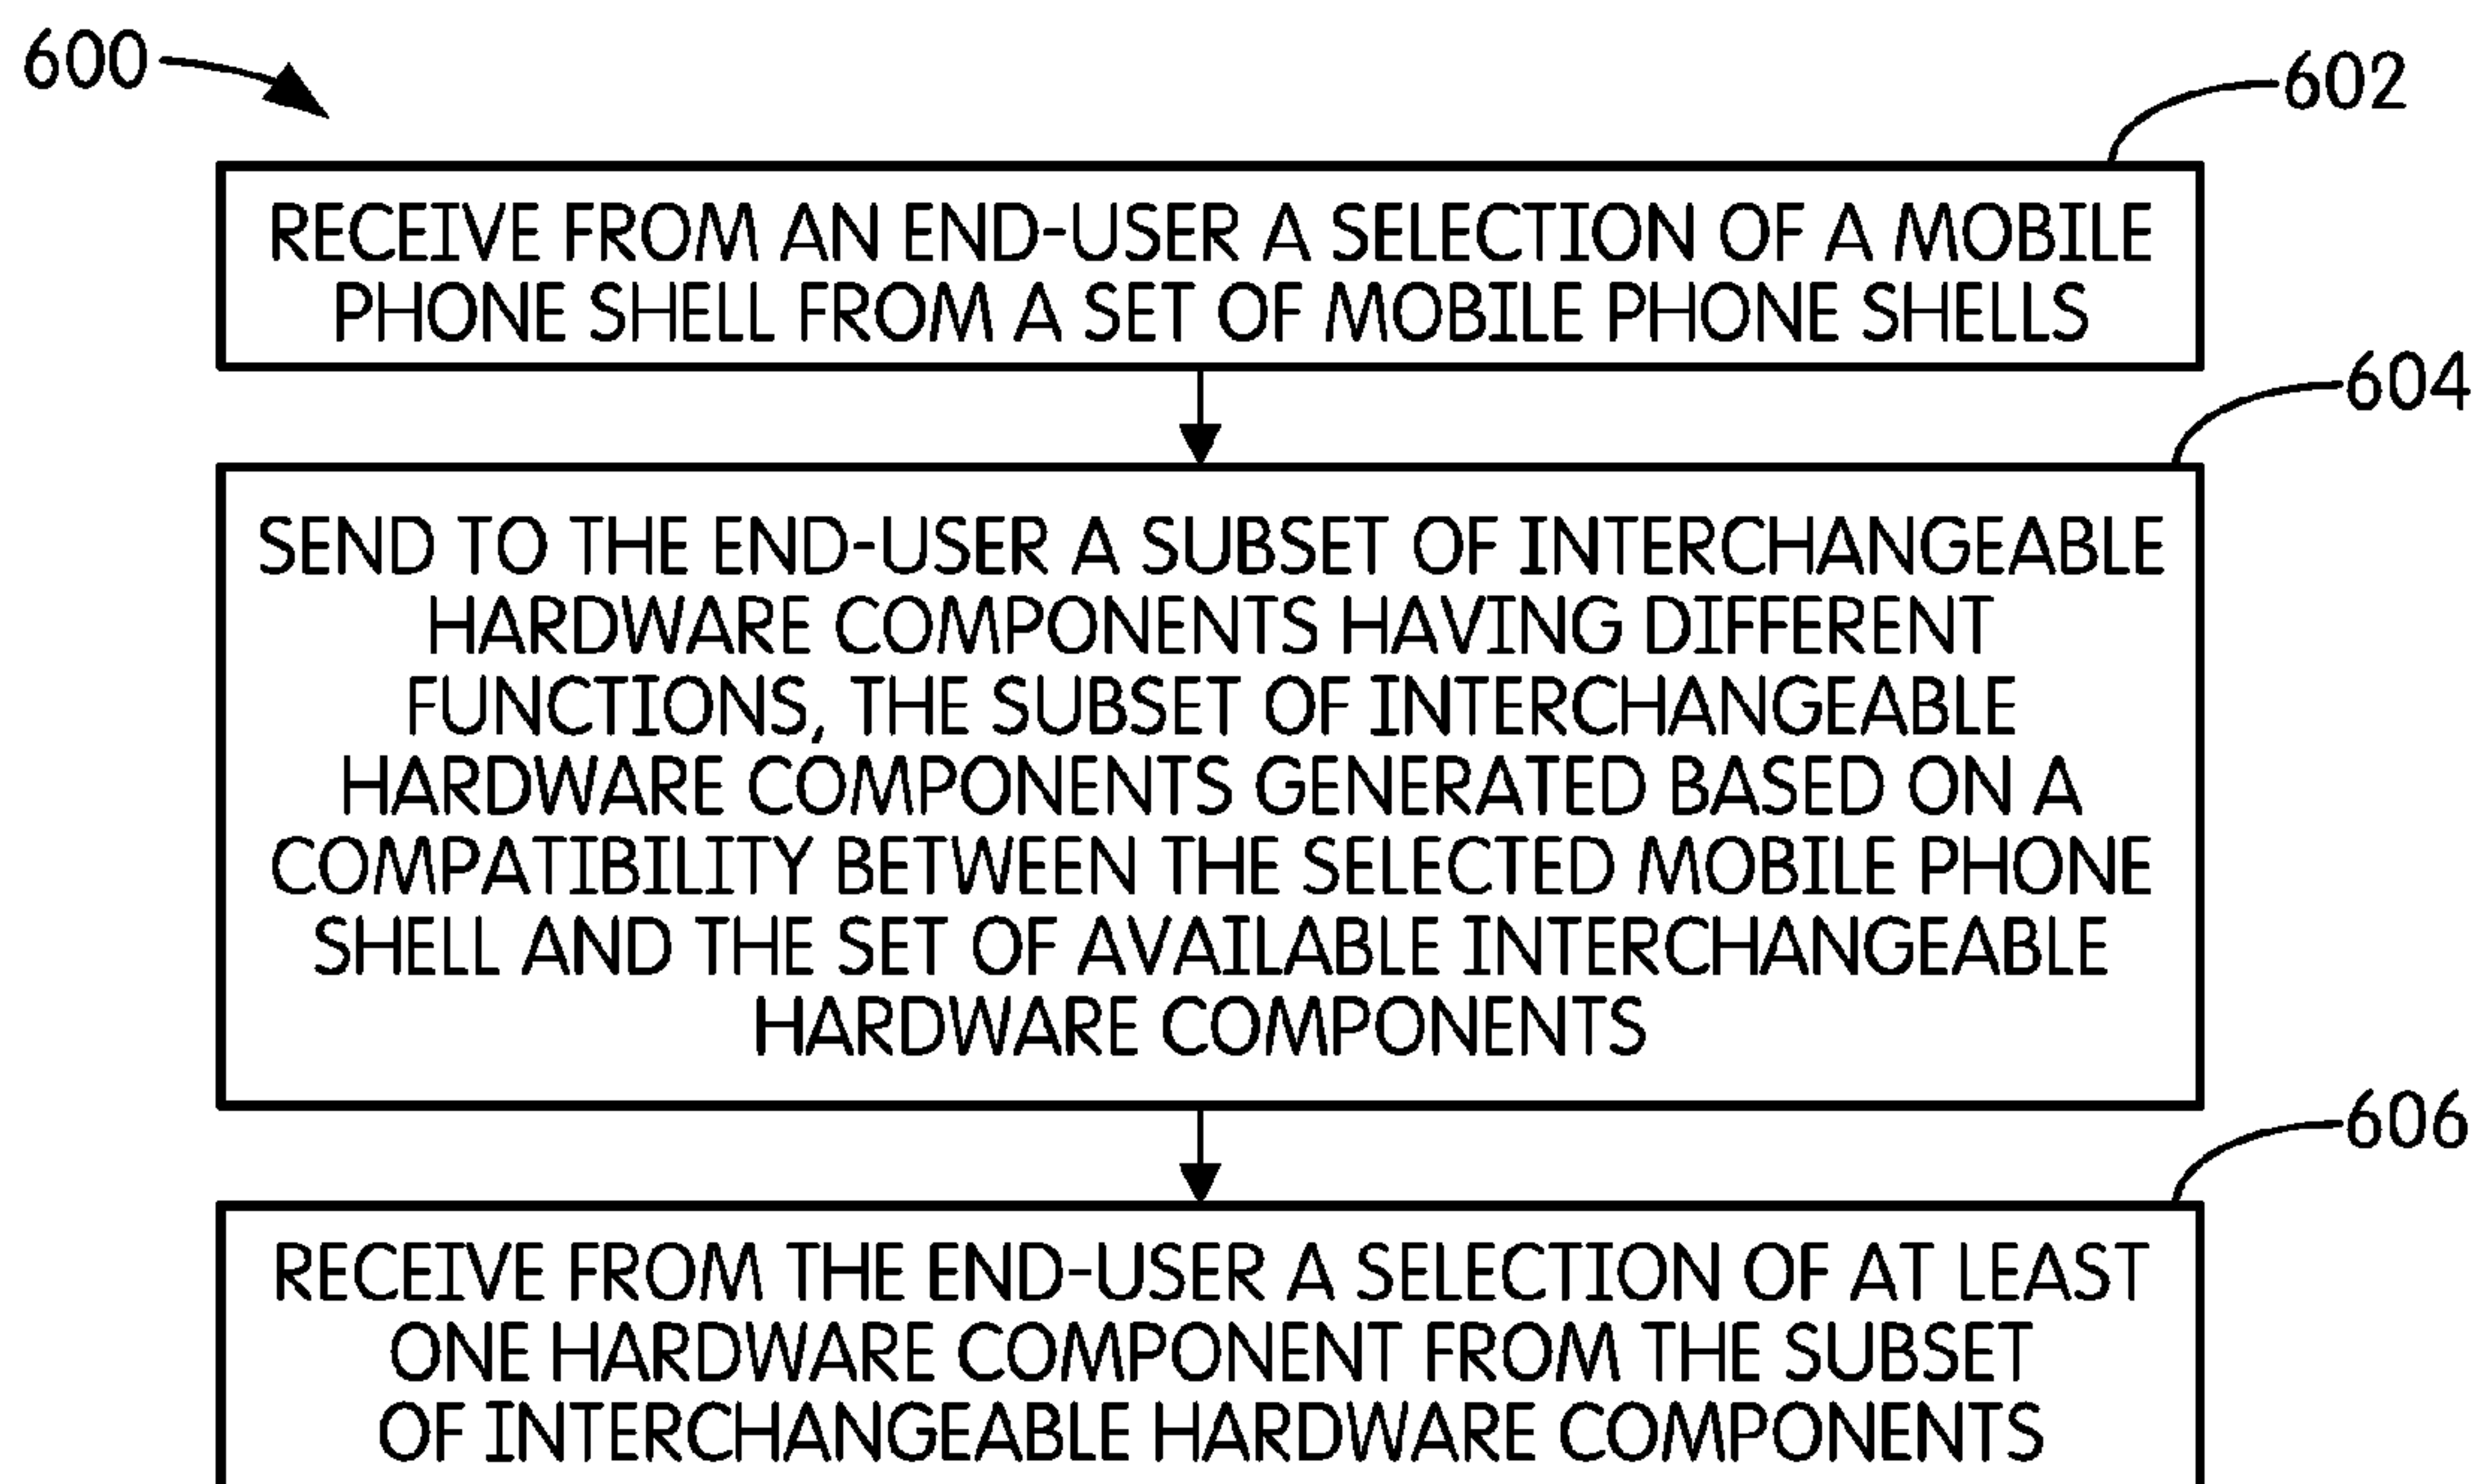 600
602
RECEIVE FROM AN END-USER A SELECTION OF A MOBILE
PHONE SHELL FROM A SET OF MOBILE PHONE SHELLS
604
SEND TO THE END-USER A SUBSET OF INTERCHANGEABLE
HARDWARE COMPONENTS HAVING DIFFERENT
FUNCTIONS, THE SUBSET OF INTERCHANGEABLE
HARDWARE COMPONENTS GENERATED BASED ON A
COMPATIBILITY BETWEEN THE SELECTED MOBILE PHONE
SHELL AND THE SET OF AVAILABLE INTERCHANGEABLE
HARDWARE COMPONENTS
606
RECEIVE FROM THE END-USER A SELECTION OF AT LEAST
ONE HARDWARE COMPONENT FROM THE SUBSET
OF INTERCHANGEABLE HARDWARE COMPONENTS